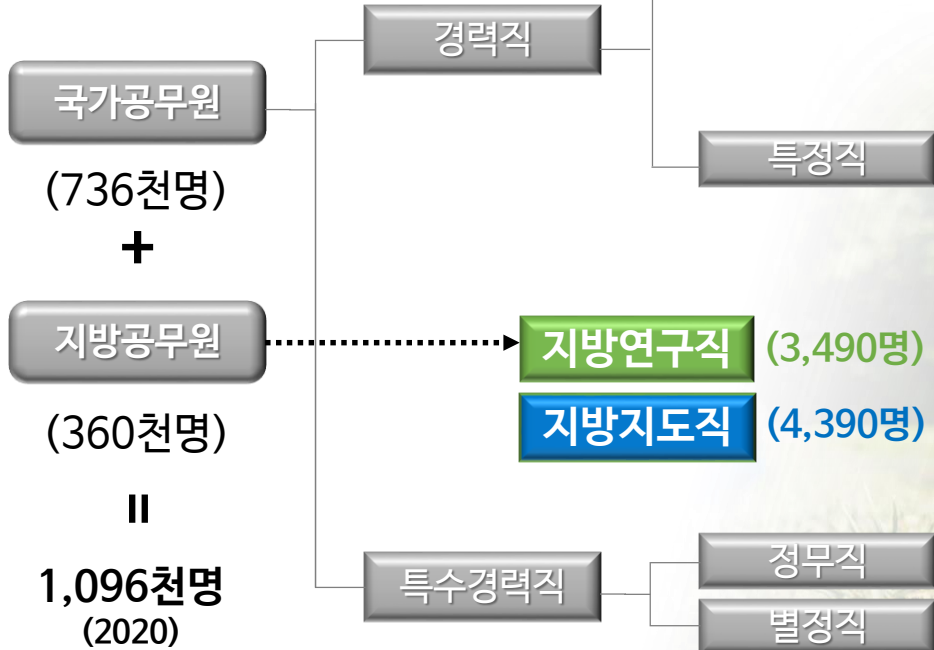 경력직
국가공무원
(736천명)
특정직
+
지방공무원
지방연구직 (3,490명)
(360천명)
지방지도직 (4,390명)
=
1,096천명
(2020)
특수경력직
정무직
별정직